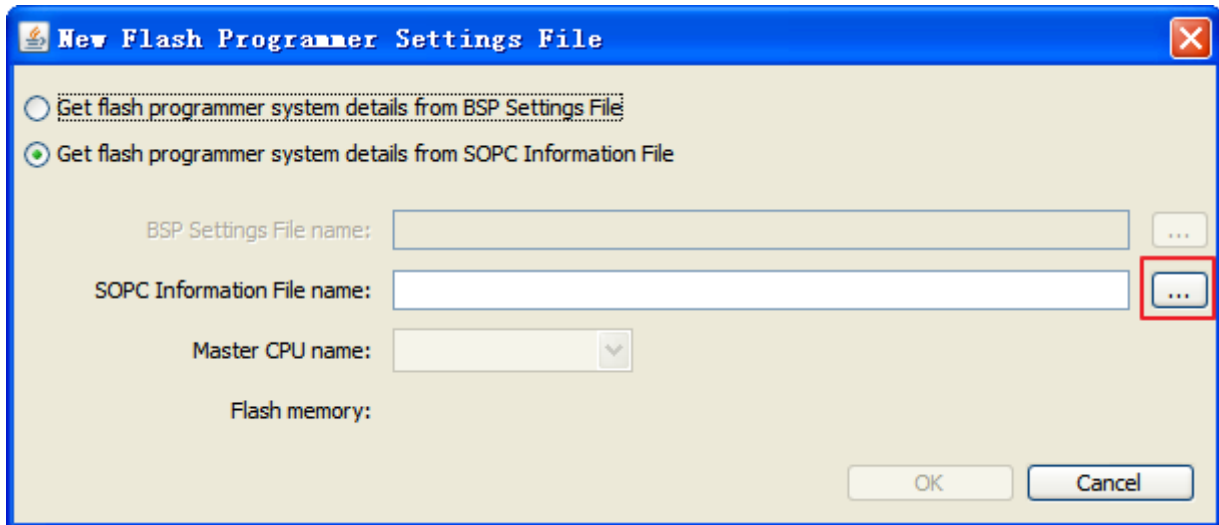 New Flash Programmer Settings File
Get flash programmer system details from BSP Settings File
Get flash programmer system details from SOPC Information File
BSP Settings File name:
...
SOPC Information File name:
...
Master CPU name:
Flash memory:
OK
Cancel